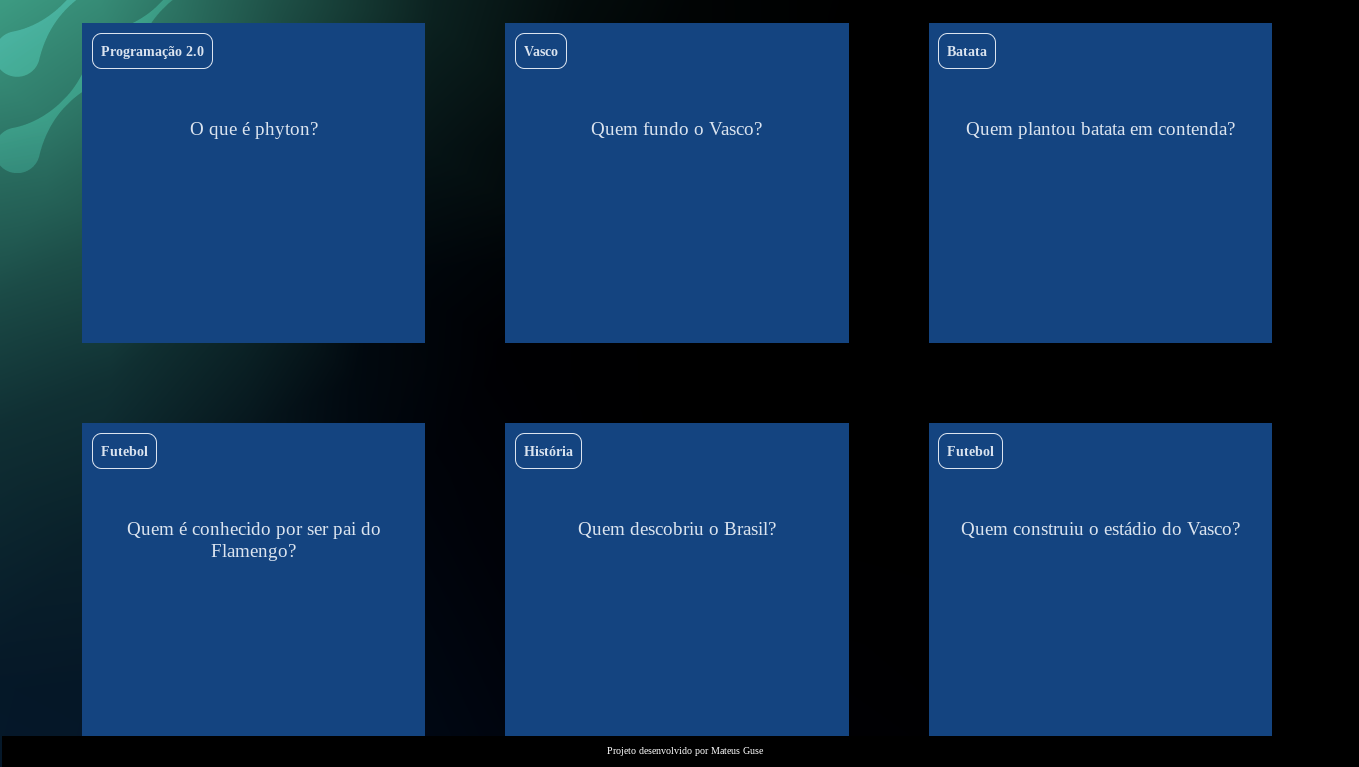 Programação 2.0
O que é phyton?
Vasco
Quem fundo o Vasco?
Batata
Quem plantou batata em contenda?
Futebol
Quem é conhecido por ser pai do
Flamengo?
História
Quem descobriu o Brasil?
Futebol
Quem construiu o estádio do Vasco?
Projeto desenvolvido por Mateus Guse